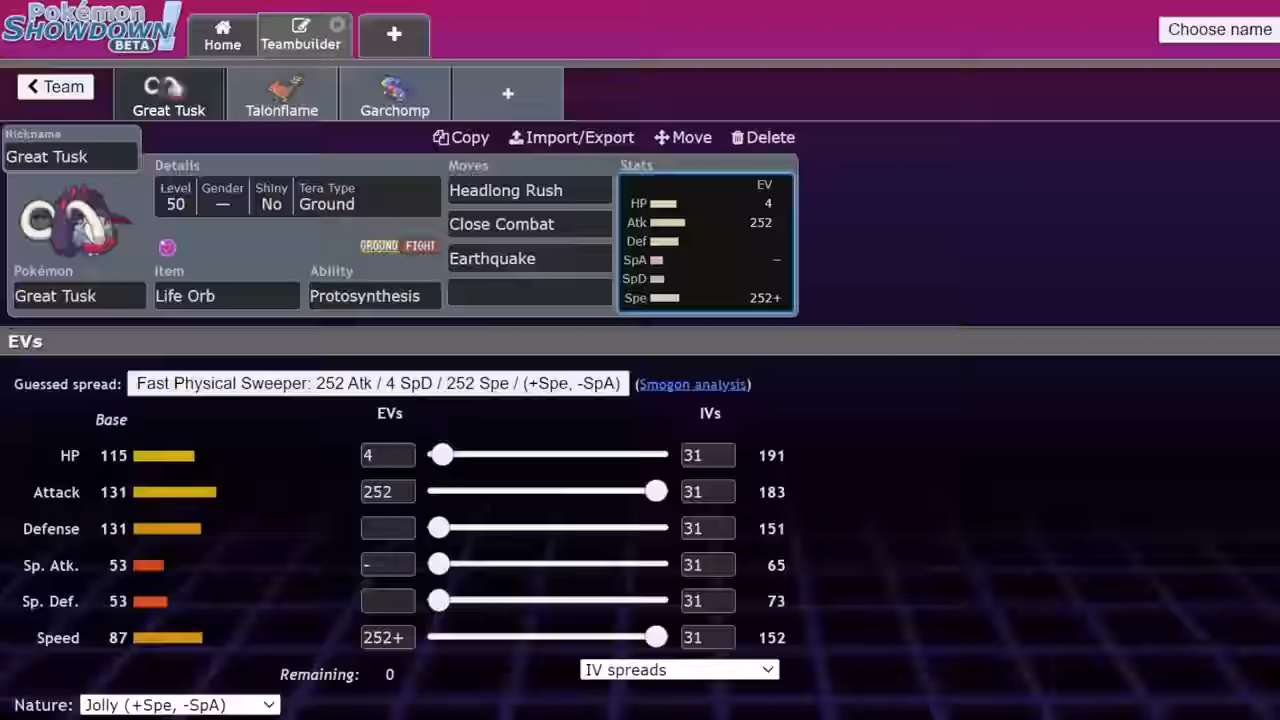 Pokémon
SHOWDOWN!
BETA
Home
Teambuilder
+
Choose name
< Team
Great Tusk
Talonflame
Garchomp
+
Nickname
Great Tusk
Copy
Import/Export
Move
Delete
Details
Level
50
Gender
—
Shiny
No
Tera Type
Ground
GROUND FIGHT
Pokémon
Great Tusk
Item
Life Orb
Ability
Protosynthesis
Moves
Headlong Rush
Close Combat
Earthquake
Stats
EV
HP 4
Atk 252
Def
SpA –
SpD
Spe 252+
EVs
Guessed spread: Fast Physical Sweeper: 252 Atk / 4 SpD / 252 Spe / (+Spe, -SpA) (Smogon analysis)
Base EVs IVs
HP 115 4 31 191
Attack 131 252 31 183
Defense 131 31 151
Sp. Atk. 53 - 31 65
Sp. Def. 53 31 73
Speed 87 252+ 31 152
Remaining: 0 IV spreads
Nature: Jolly (+Spe, -SpA)